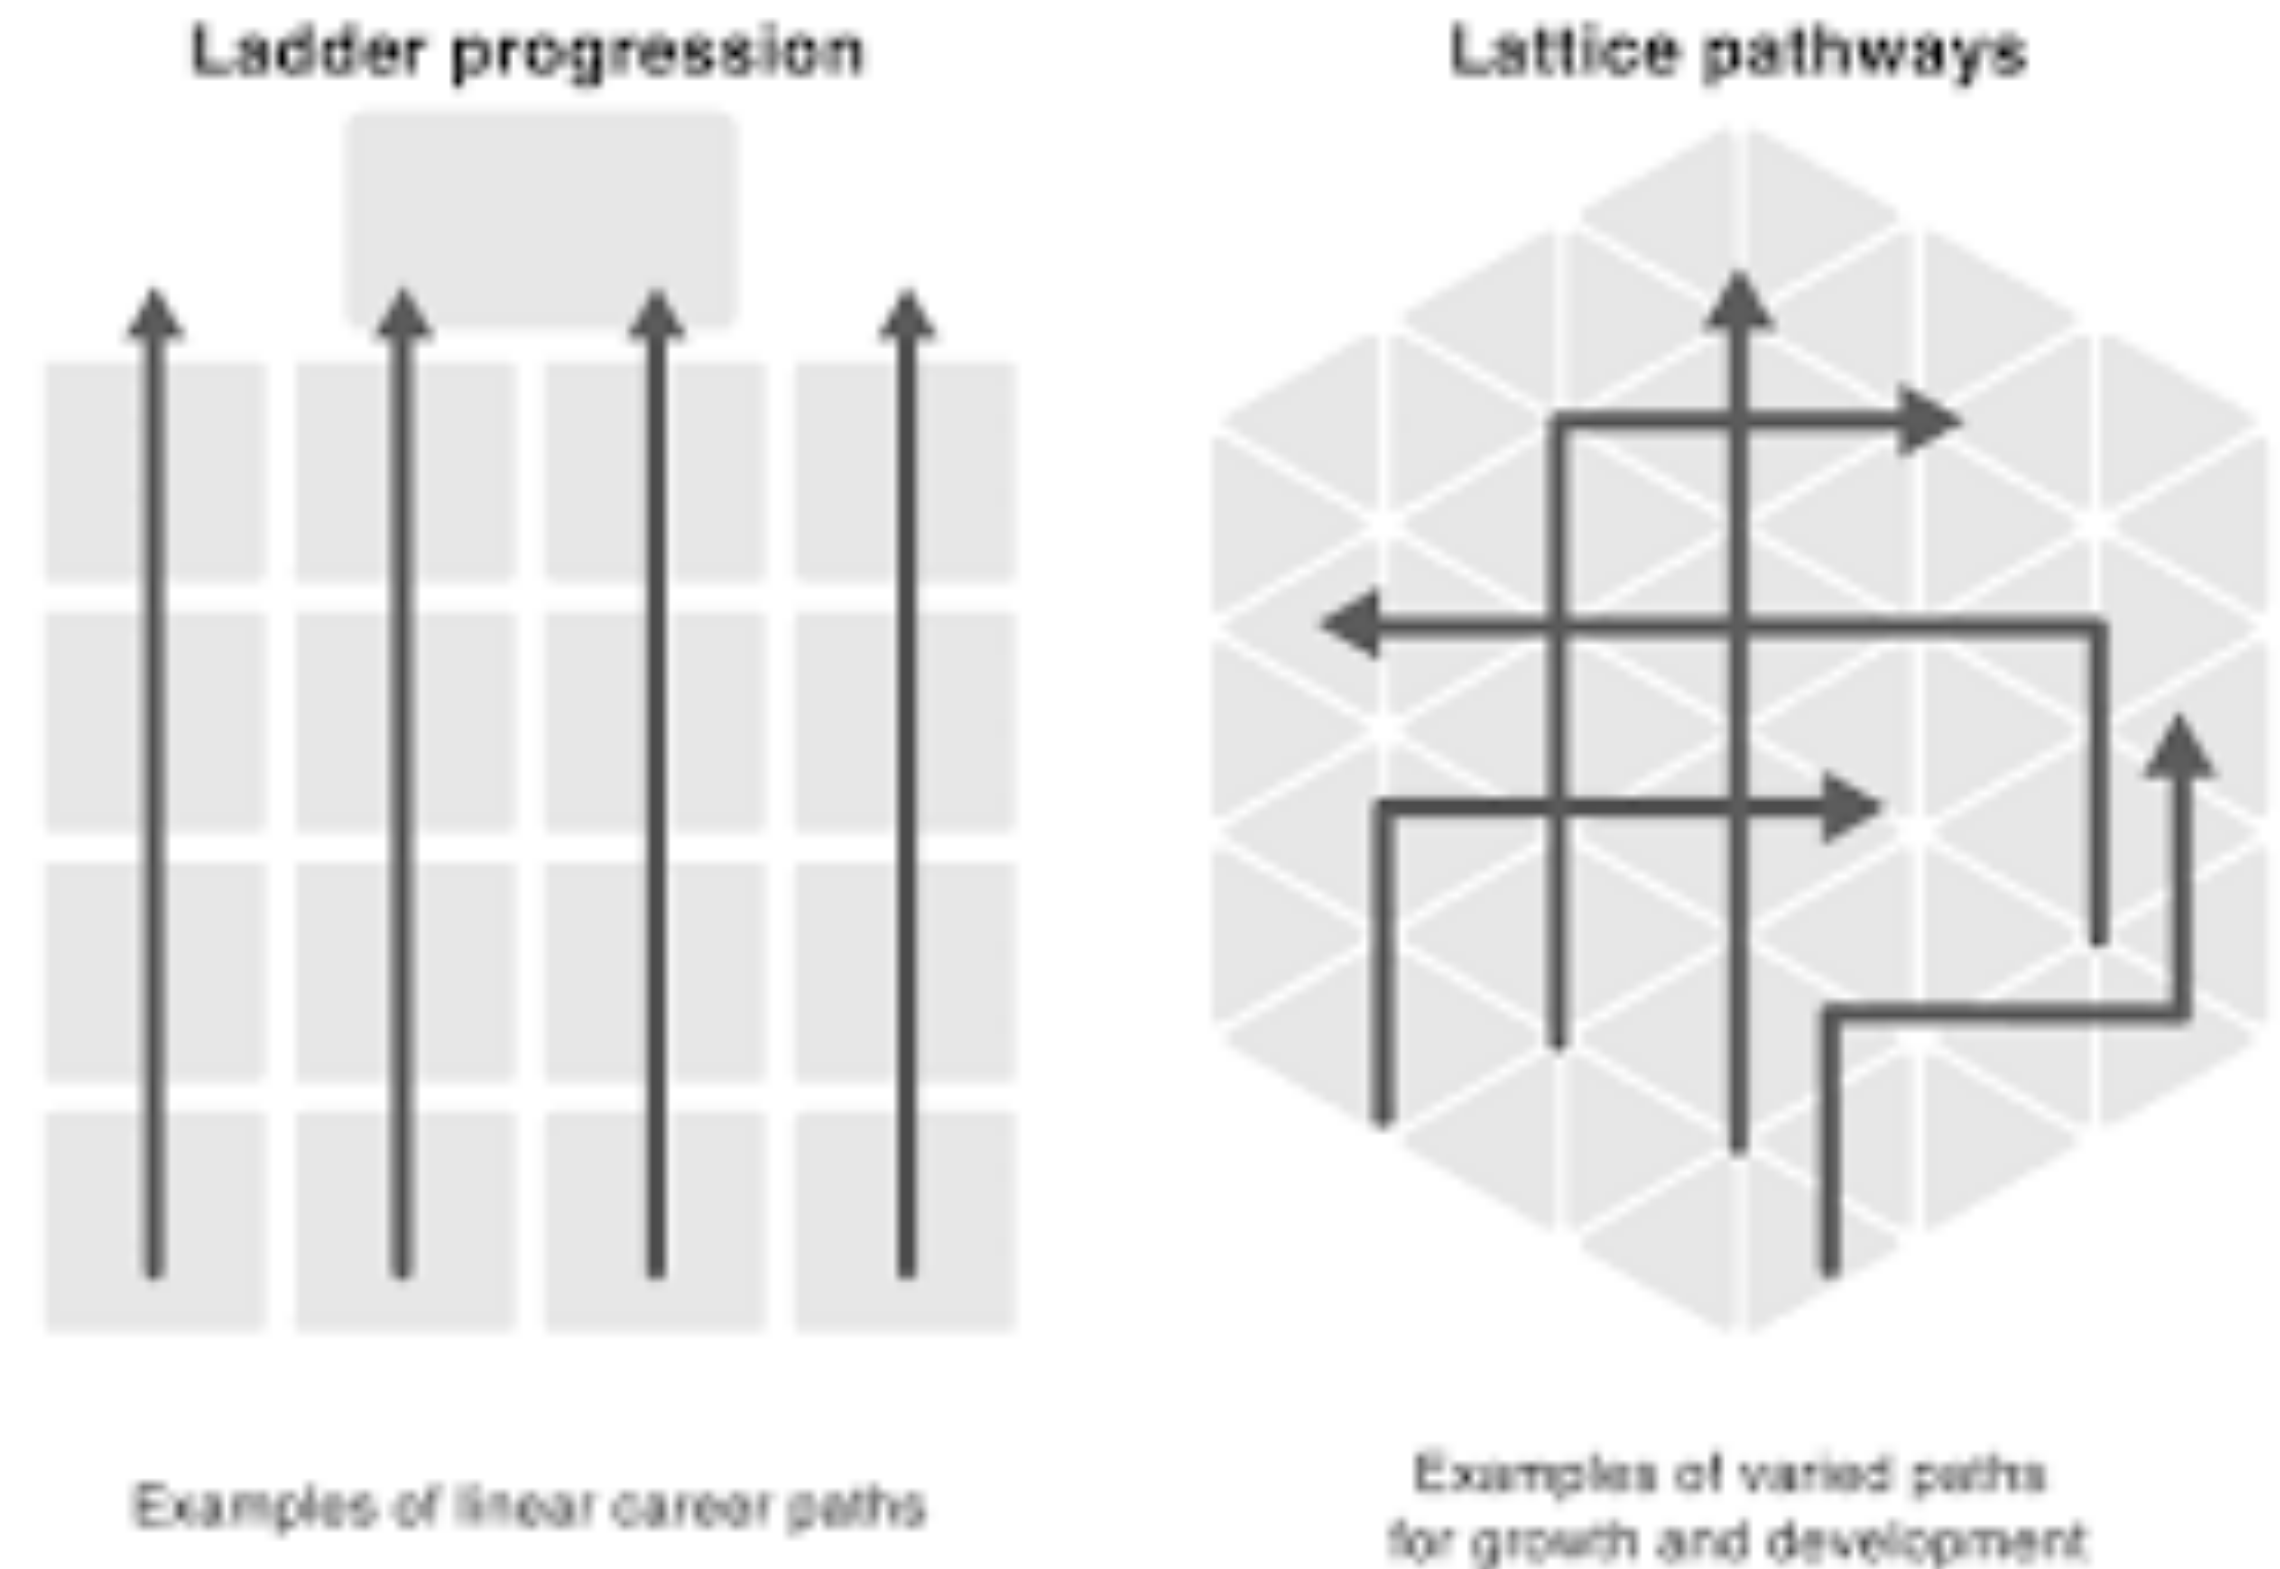 Ladder progression
Lattice pathways
Examples of linear career paths
Examples of varied paths
for growth and development